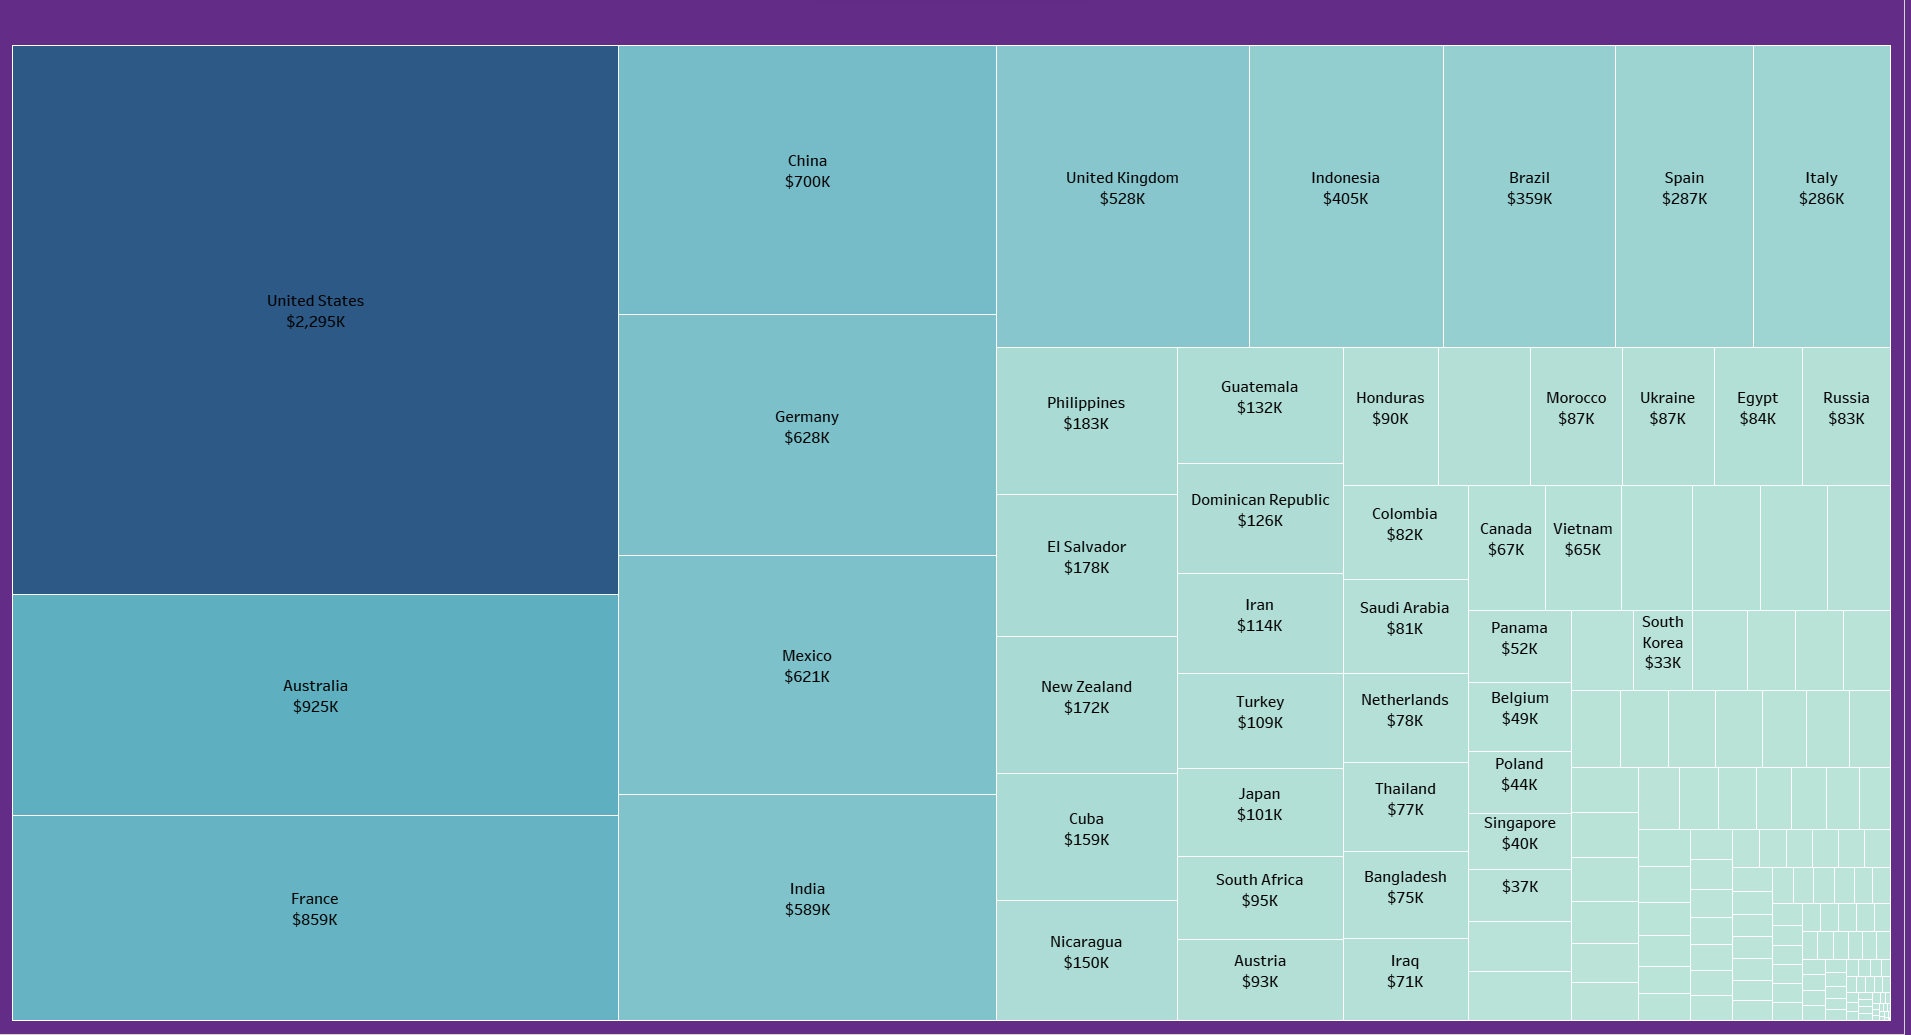 United States
$2,295K
Australia
$925K
France
$859K
China
$700K
Germany
$628K
Mexico
$621K
India
$589K
United Kingdom
$528K
Indonesia
$405K
Brazil
$359K
Spain
$287K
Italy
$286K
Philippines
$183K
El Salvador
$178K
New Zealand
$172K
Cuba
$159K
Nicaragua
$150K
Guatemala
$132K
Dominican Republic
$126K
Iran
$114K
Turkey
$109K
Japan
$101K
South Africa
$95K
Austria
$93K
Honduras
$90K
Morocco
$87K
Ukraine
$87K
Egypt
$84K
Russia
$83K
Colombia
$82K
Saudi Arabia
$81K
Netherlands
$78K
Thailand
$77K
Bangladesh
$75K
Iraq
$71K
Canada
$67K
Vietnam
$65K
Panama
$52K
Belgium
$49K
Poland
$44K
Singapore
$40K
$37K
South
Korea
$33K